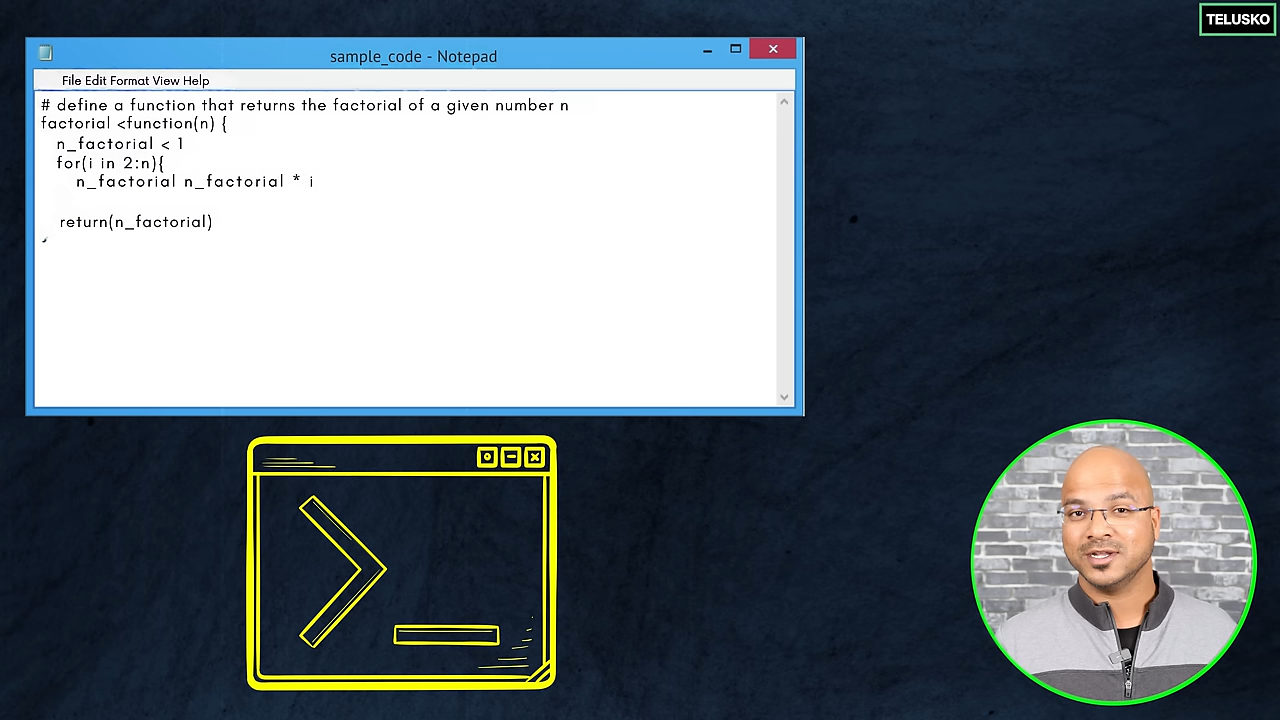 TELUSKO
sample_code - Notepad
File Edit Format View Help
# define a function that returns the factorial of a given number n
factorial <function(n) {
n_factorial < 1
for(i in 2:n){
n_factorial n_factorial * i
return(n_factorial)